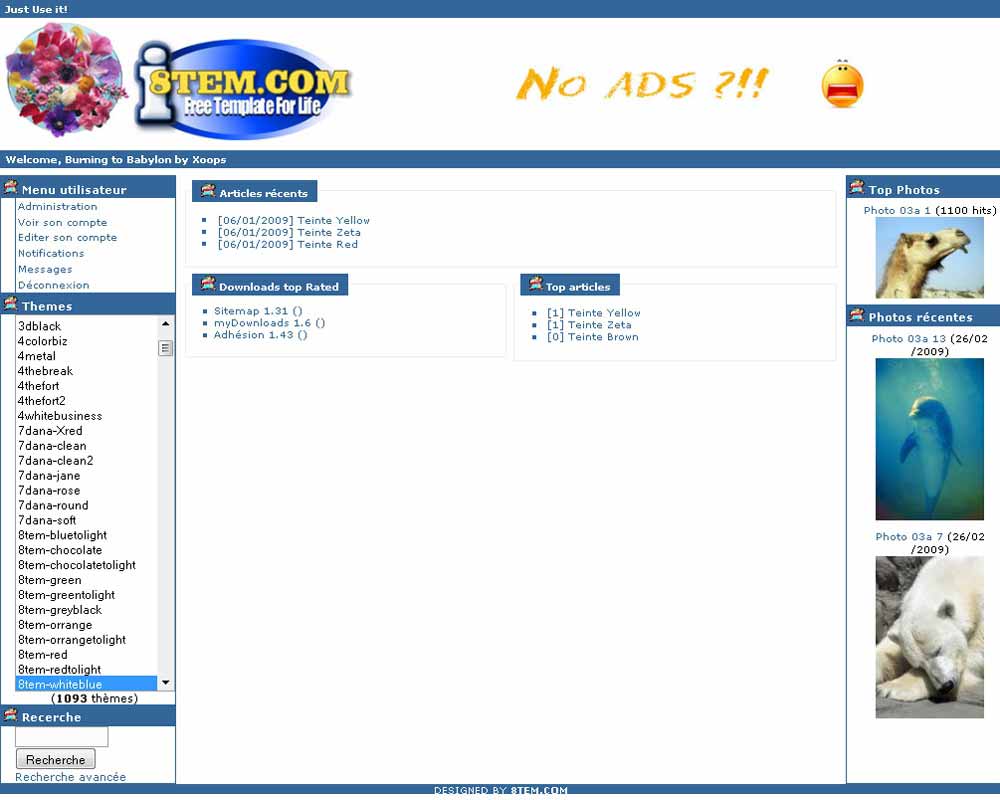 Just Use it!
8TEM.COM
Free Template For Life
No ADS ?!!
Welcome, Burning to Babylon by Xoops
Menu utilisateur
Administration
Voir son compte
Editer son compte
Notifications
Messages
Déconnexion
Themes
3dblack
4colorbiz
4metal
4thebreak
4thefort
4thefort2
4whitebusiness
7dana-Xred
7dana-clean
7dana-clean2
7dana-jane
7dana-rose
7dana-round
7dana-soft
8tem-bluetolight
8tem-chocolate
8tem-chocolatetolight
8tem-green
8tem-greentolight
8tem-greyblack
8tem-orrange
8tem-orrangetolight
8tem-red
8tem-redtolight
8tem-whiteblue
(1093 thèmes)
Recerche
Recherche
Recherche avancée
Articles récents
[06/01/2009] Teinte Yellow
[06/01/2009] Teinte Zeta
[06/01/2009] Teinte Red
Downloads top Rated
Sitemap 1.31 ()
myDownloads 1.6 ()
Adhésion 1.43 ()
Top articles
[1] Teinte Yellow
[1] Teinte Zeta
[0] Teinte Brown
Top Photos
Photo 03a 1 (1100 hits)
Photos récentes
Photo 03a 13 (26/02
/2009)
Photo 03a 7 (26/02
/2009)
DESIGNED BY 8TEM.COM